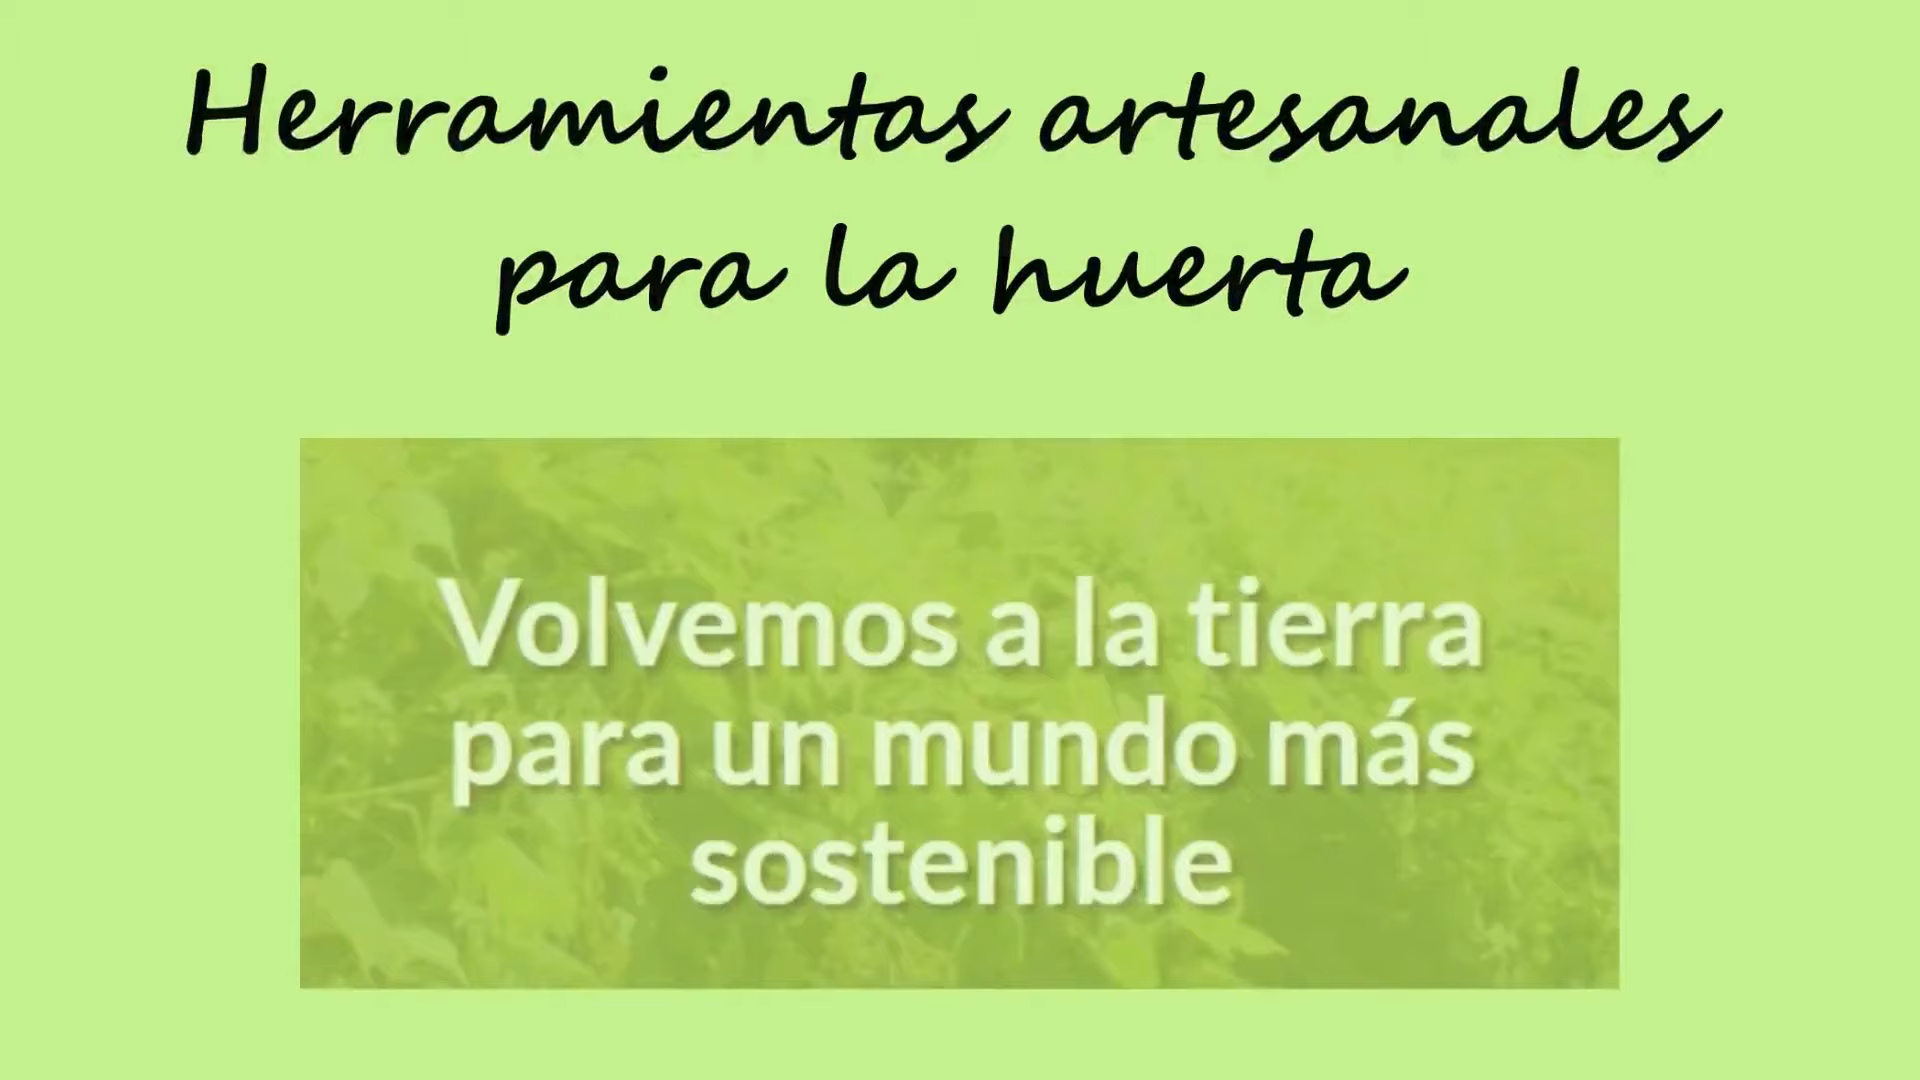 Herramientas artesanales
para la huerta
Volvemos a la tierra
para un mundo más
sostenible